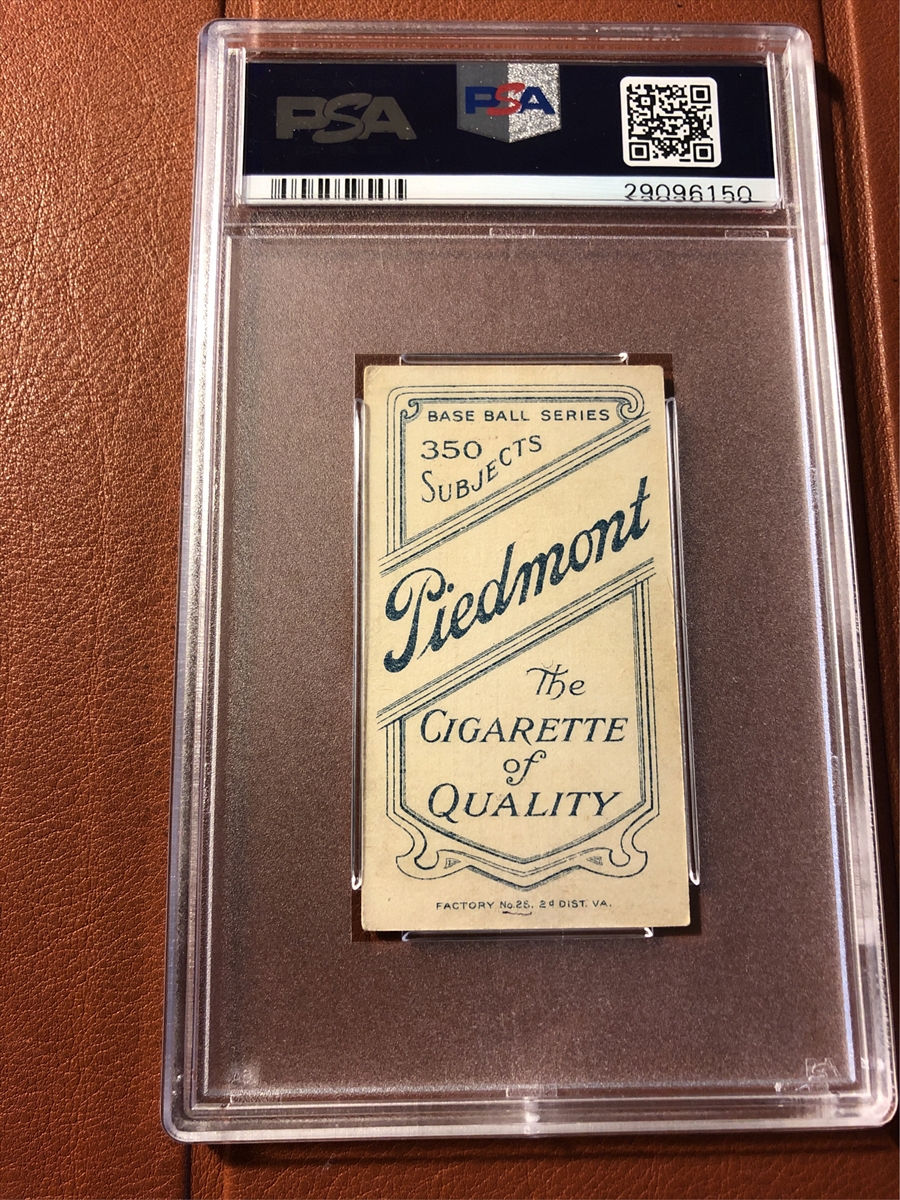 PSA PSA
29096150
BASE BALL SERIES
350
SUBJECTS
Piedmont
The
CIGARETTE
of
QUALITY
FACTORY No.25. 2d DIST. VA.